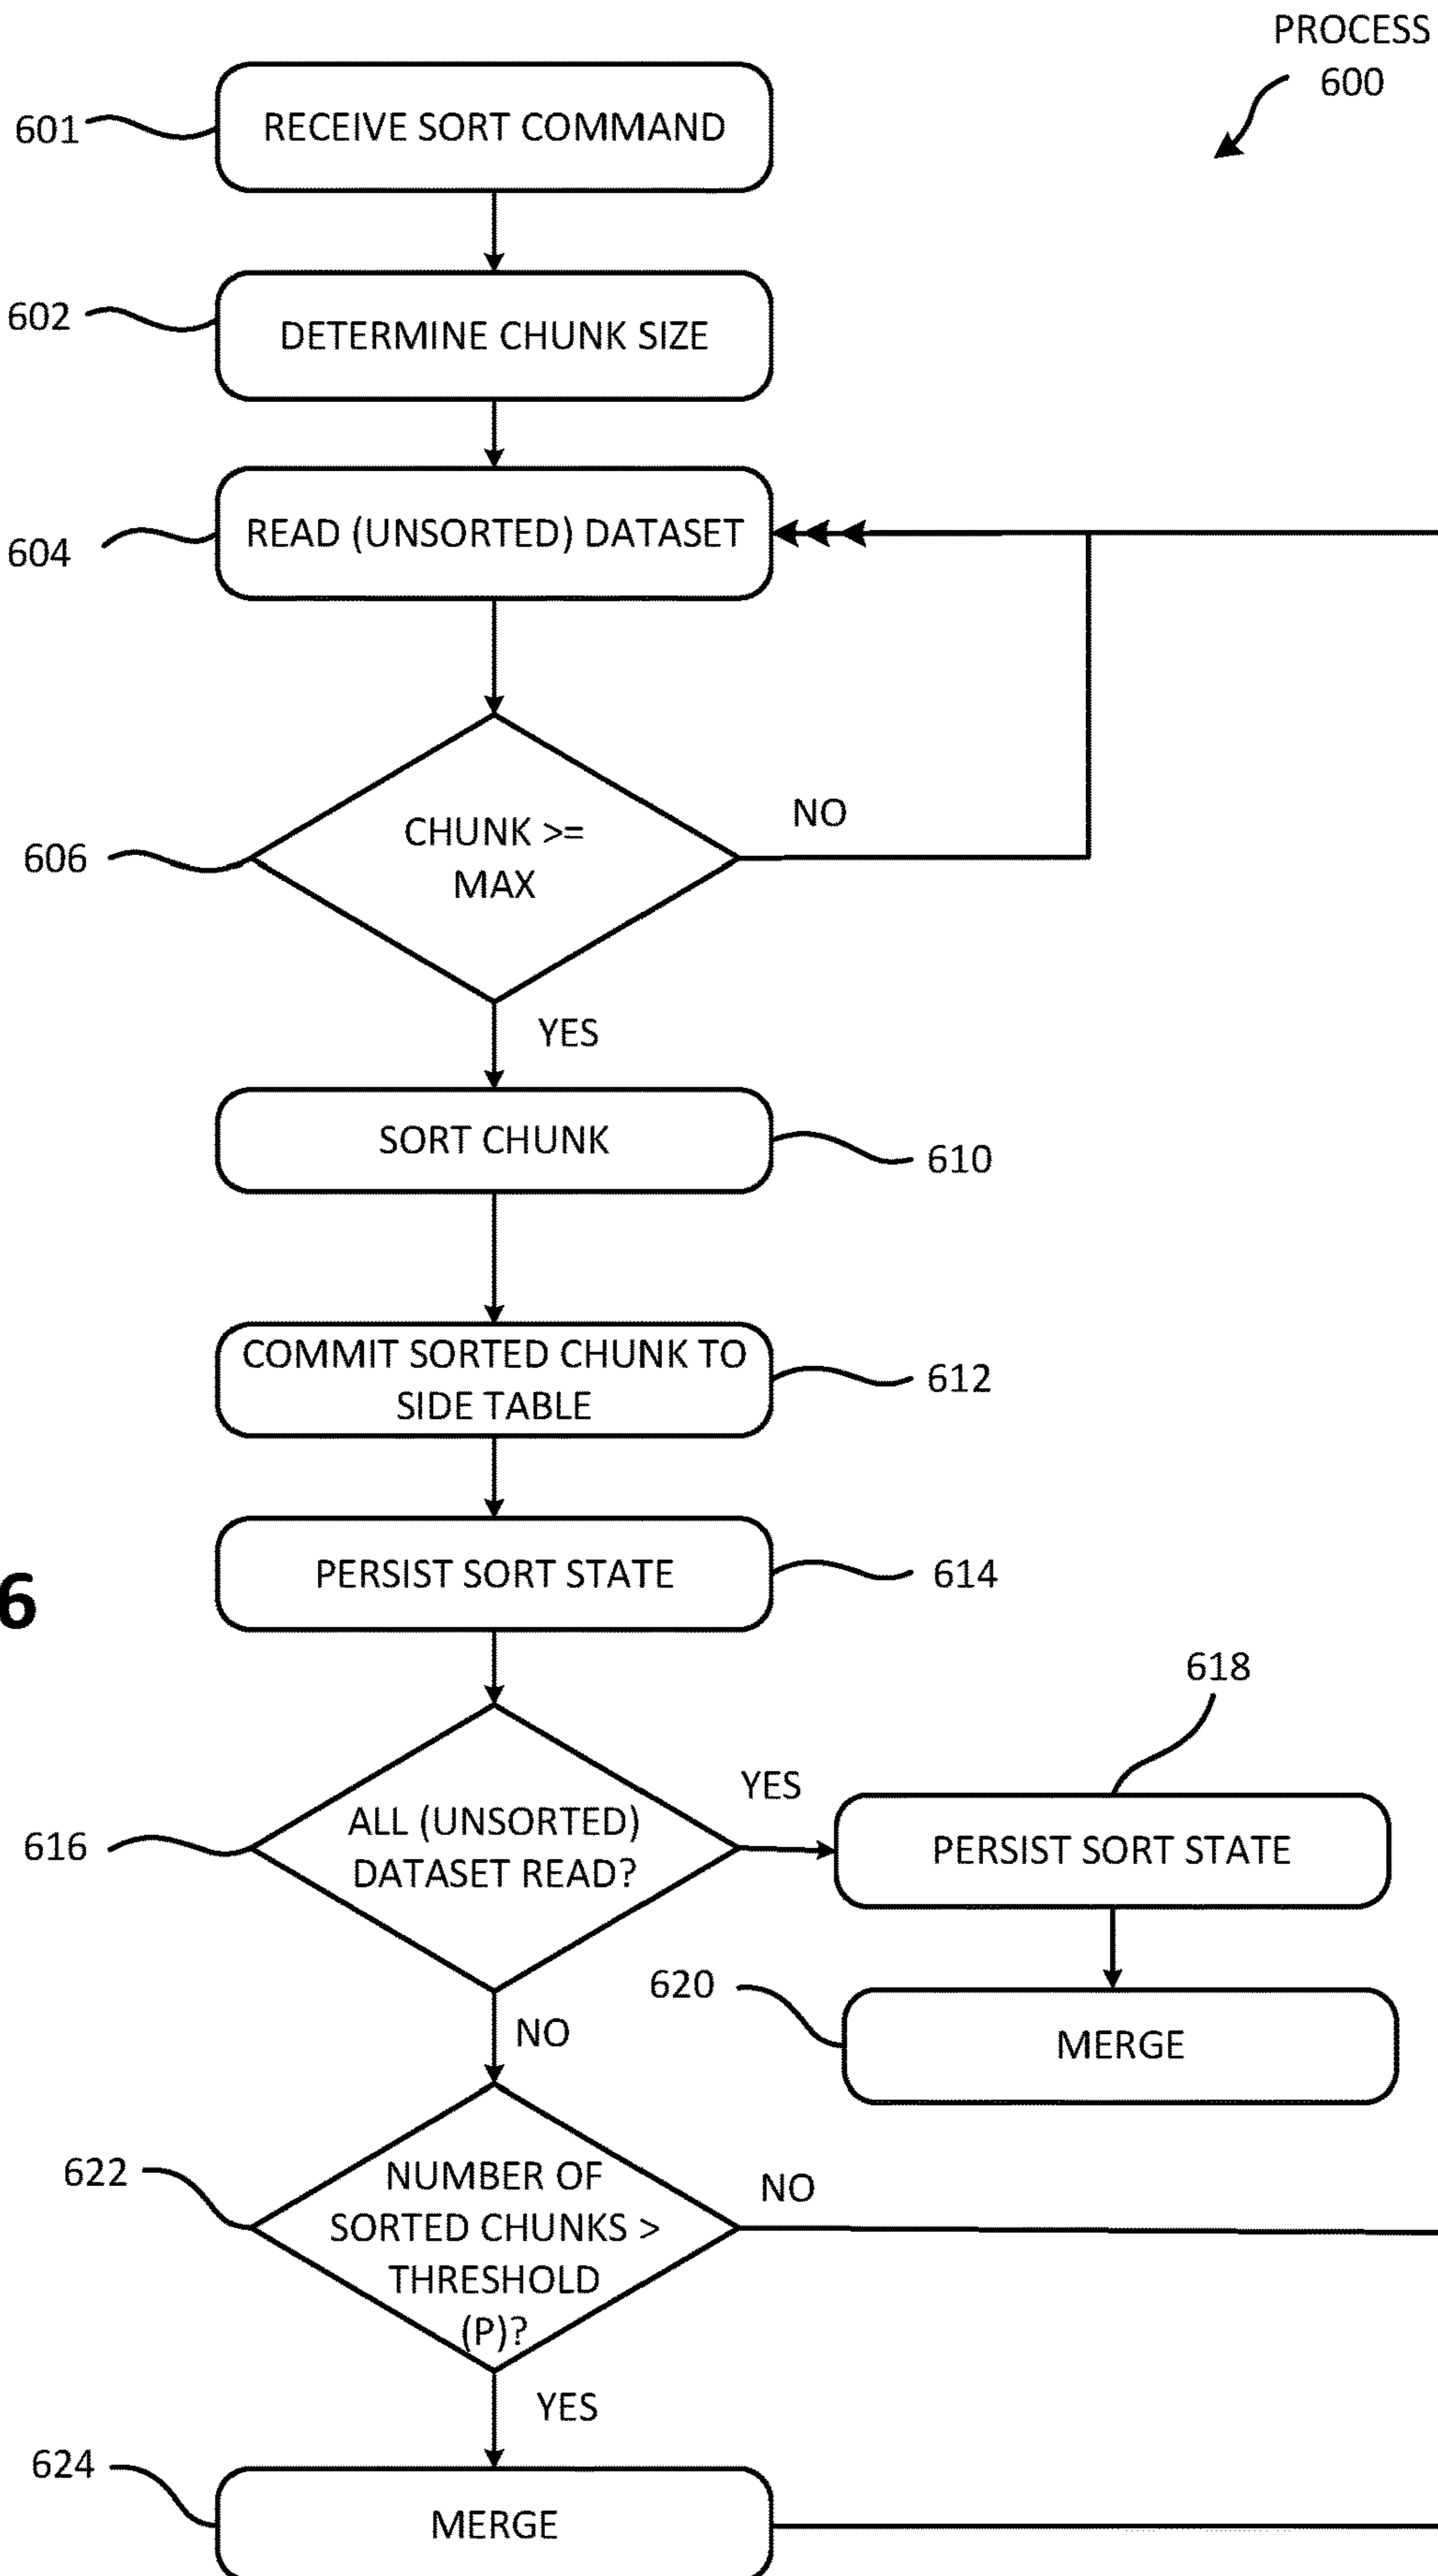 PROCESS
600
601
RECEIVE SORT COMMAND
602
DETERMINE CHUNK SIZE
604
READ (UNSORTED) DATASET
606
CHUNK >=
MAX
NO
YES
SORT CHUNK
610
COMMIT SORTED CHUNK TO
SIDE TABLE
612
PERSIST SORT STATE
614
6
618
616
ALL (UNSORTED)
DATASET READ?
YES
PERSIST SORT STATE
620
MERGE
NO
622
NUMBER OF
SORTED CHUNKS >
THRESHOLD
(P)?
NO
YES
624
MERGE